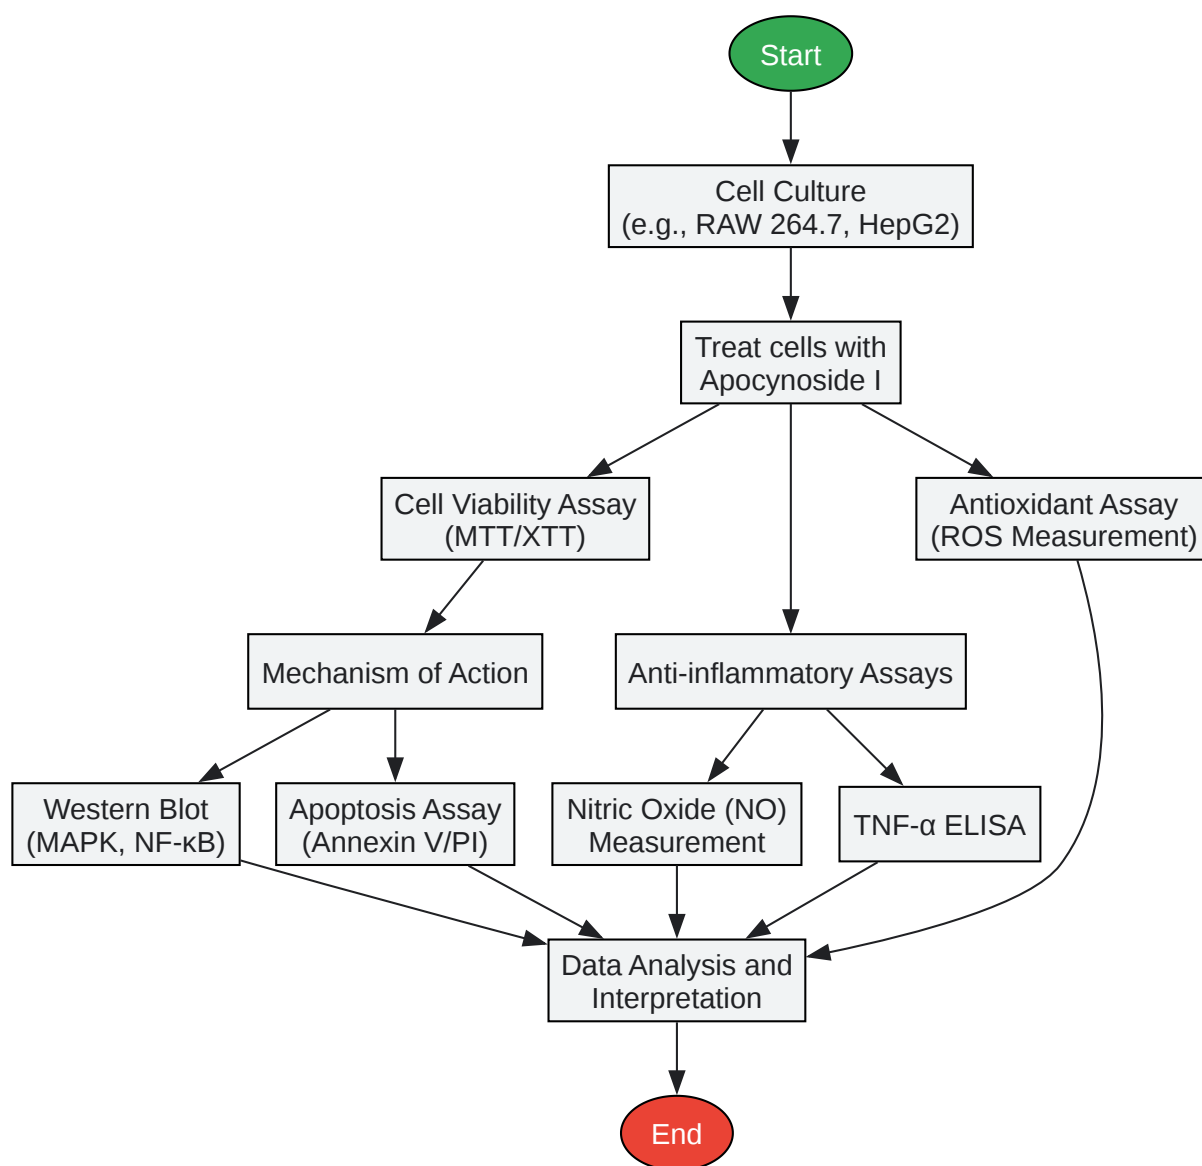 Start
Cell Culture
(e.g., RAW 264.7, HepG2)
Treat cells with
Apocynoside I
Cell Viability Assay
(MTT/XTT)
Antioxidant Assay
(ROS Measurement)
Mechanism of Action
Anti-inflammatory Assays
Western Blot
(MAPK, NF-κB)
Apoptosis Assay
(Annexin V/PI)
Nitric Oxide (NO)
Measurement
TNF-α ELISA
Data Analysis and
Interpretation
End